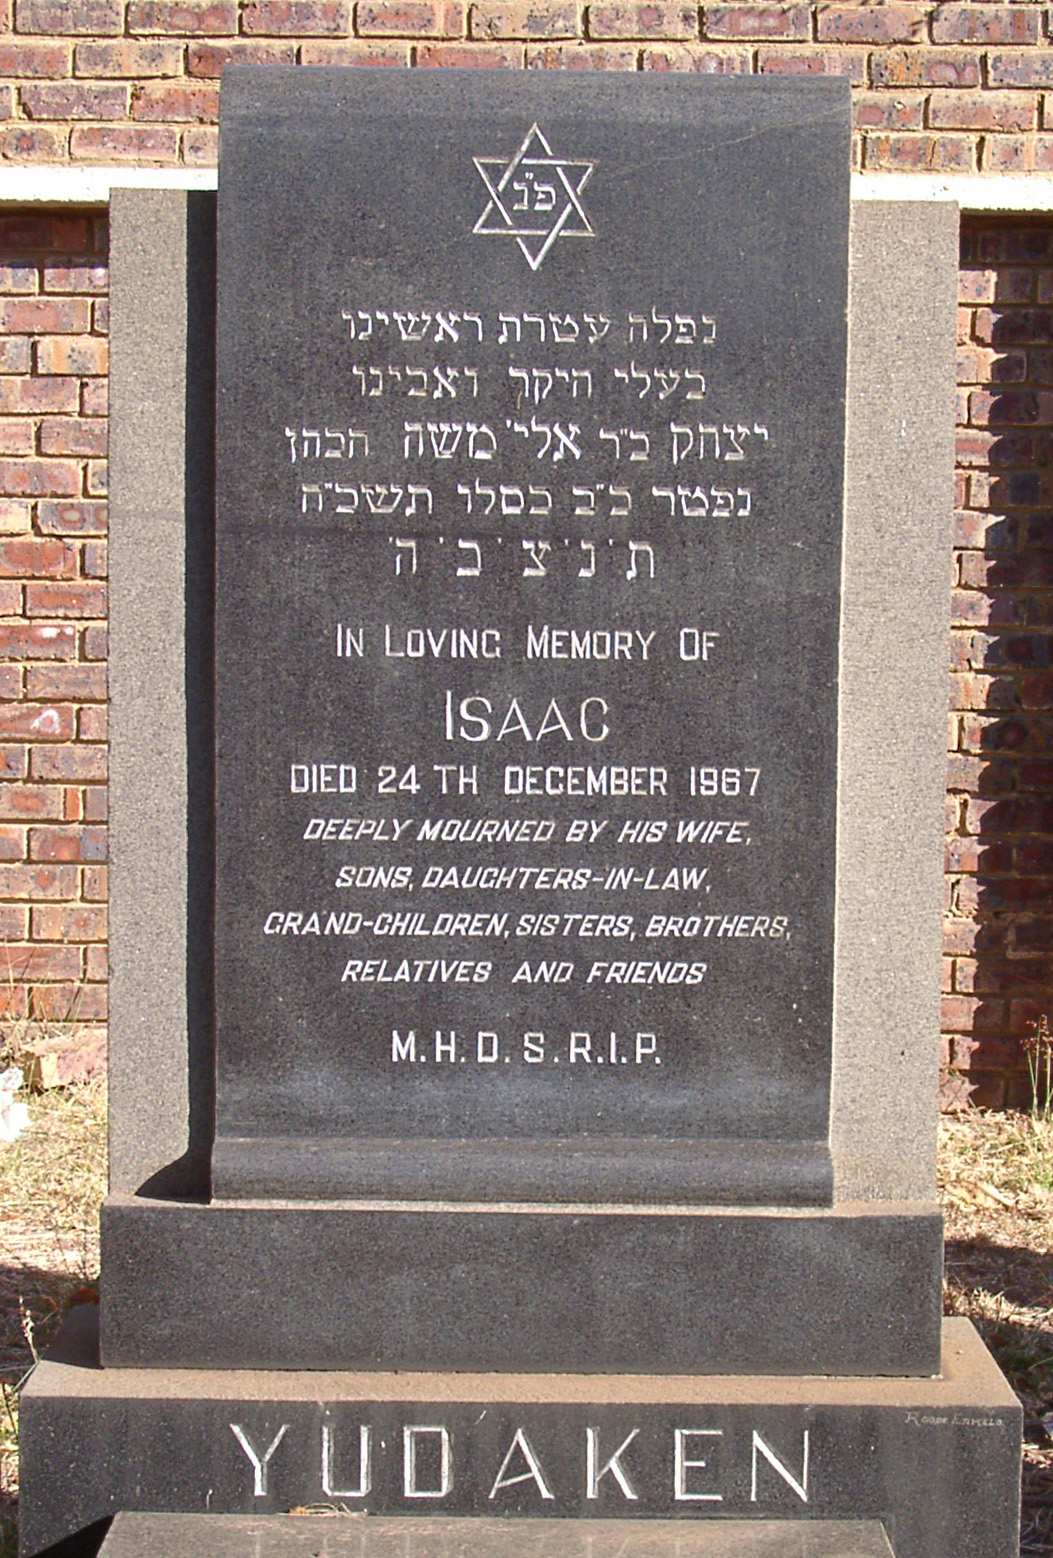 פ"נ
נפלה עטרת ראשינו
בעלי היקר ואבינו
יצחק ב"ר אלי' משה הכהן
נפטר כ"ב כסלו תשכ"ה
ת' נ' צ' ב' ה'
IN LOVING MEMORY OF
ISAAC
DIED 24 TH DECEMBER 1967
DEEPLY MOURNED BY HIS WIFE,
SONS, DAUGHTERS-IN-LAW,
GRAND-CHILDREN, SISTERS, BROTHERS,
RELATIVES AND FRIENDS
M.H.D.S.R.I.P.
YUDAKEN